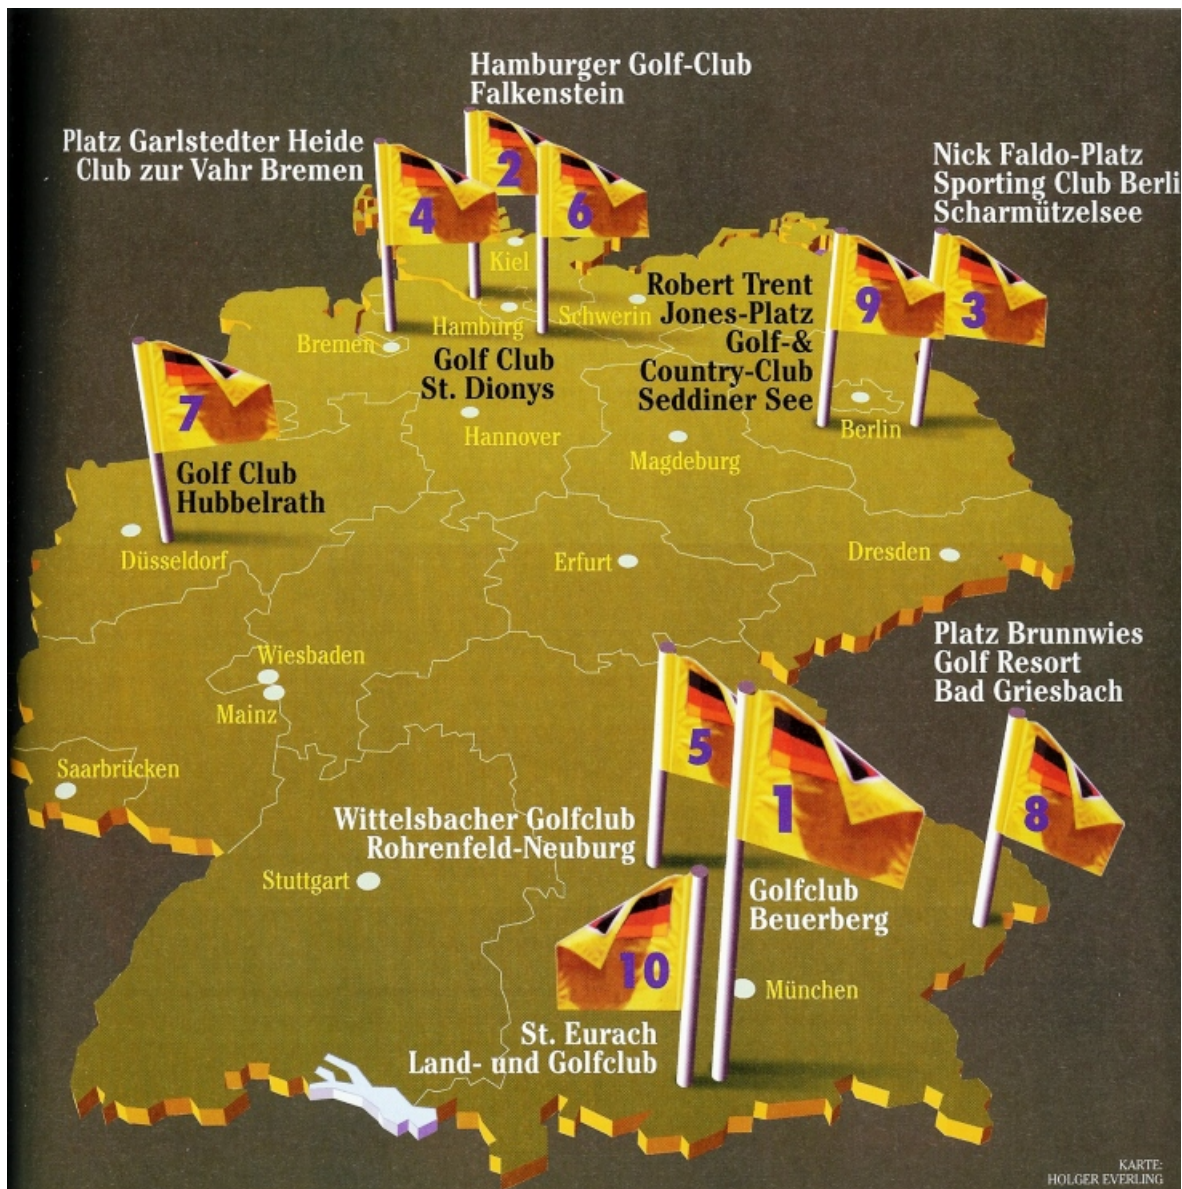 Hamburger Golf-Club
Falkenstein
Platz Garlstedter Heide
Club zur Vahr Bremen
Nick Faldo-Platz
Sporting Club Berli
Scharmützelsee
2
4
6
Kiel
Robert Trent
Jones-Platz
Golf-&
Country-Club
Seddiner See
9
3
Schwerin
Hamburg
Bremen
Golf Club
St. Dionys
7
Hannover
Berlin
Magdeburg
Golf Club
Hubbelrath
Düsseldorf
Erfurt
Dresden
Platz Brunnwies
Golf Resort
Bad Griesbach
Wiesbaden
Mainz
5
1
8
Saarbrücken
Wittelsbacher Golfclub
Rohrenfeld-Neuburg
Stuttgart
Golfclub
Beuerberg
10
München
St. Eurach
Land- und Golfclub
KARTE:
HOLGER EVERLING